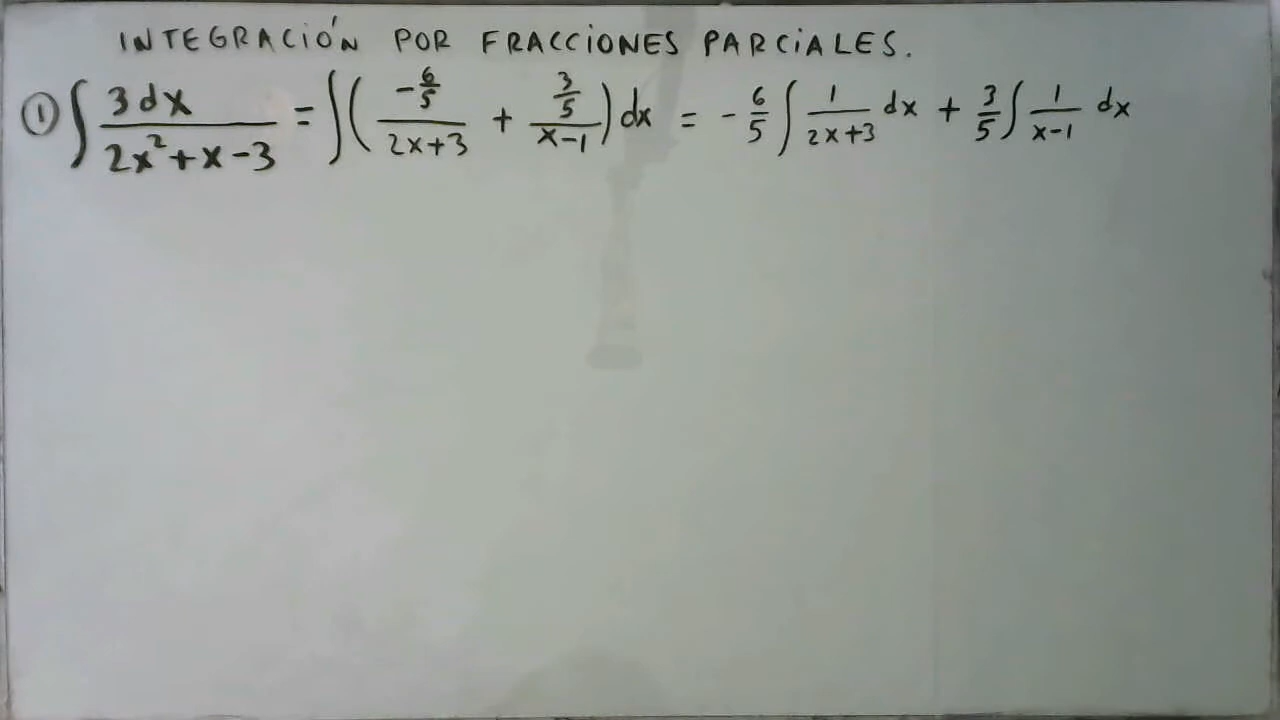 INTEGRACIÓN POR FRACCIONES PARCIALES.
① ∫ 3dx / (2x² + x - 3) = ∫ ( (-6/5) / (2x+3) + (3/5) / (x-1) ) dx = - 6/5 ∫ 1/(2x+3) dx + 3/5 ∫ 1/(x-1) dx